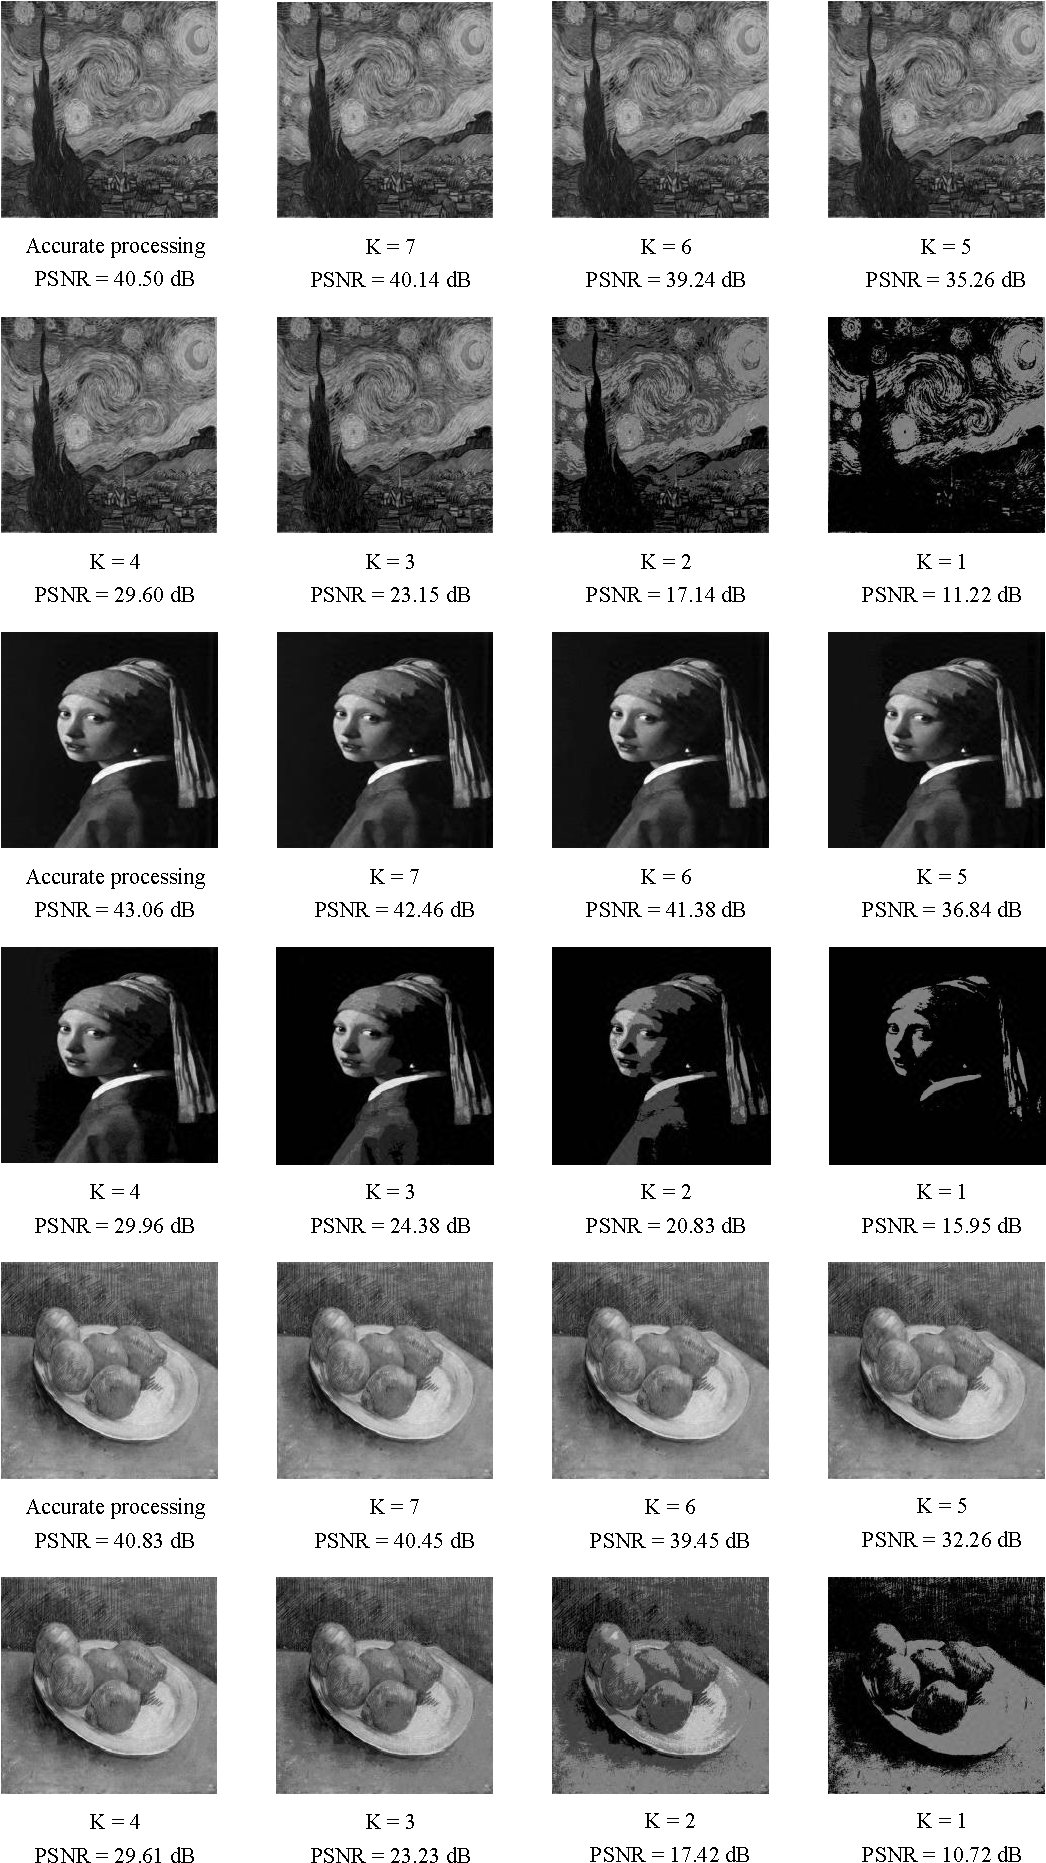 Accurate processing
PSNR = 40.50 dB
K = 7
PSNR = 40.14 dB
K = 6
PSNR = 39.24 dB
K = 5
PSNR = 35.26 dB
K = 4
PSNR = 29.60 dB
K = 3
PSNR = 23.15 dB
K = 2
PSNR = 17.14 dB
K = 1
PSNR = 11.22 dB
Accurate processing
PSNR = 43.06 dB
K = 7
PSNR = 42.46 dB
K = 6
PSNR = 41.38 dB
K = 5
PSNR = 36.84 dB
K = 4
PSNR = 29.96 dB
K = 3
PSNR = 24.38 dB
K = 2
PSNR = 20.83 dB
K = 1
PSNR = 15.95 dB
Accurate processing
PSNR = 40.83 dB
K = 7
PSNR = 40.45 dB
K = 6
PSNR = 39.45 dB
K = 5
PSNR = 32.26 dB
K = 4
PSNR = 29.61 dB
K = 3
PSNR = 23.23 dB
K = 2
PSNR = 17.42 dB
K = 1
PSNR = 10.72 dB